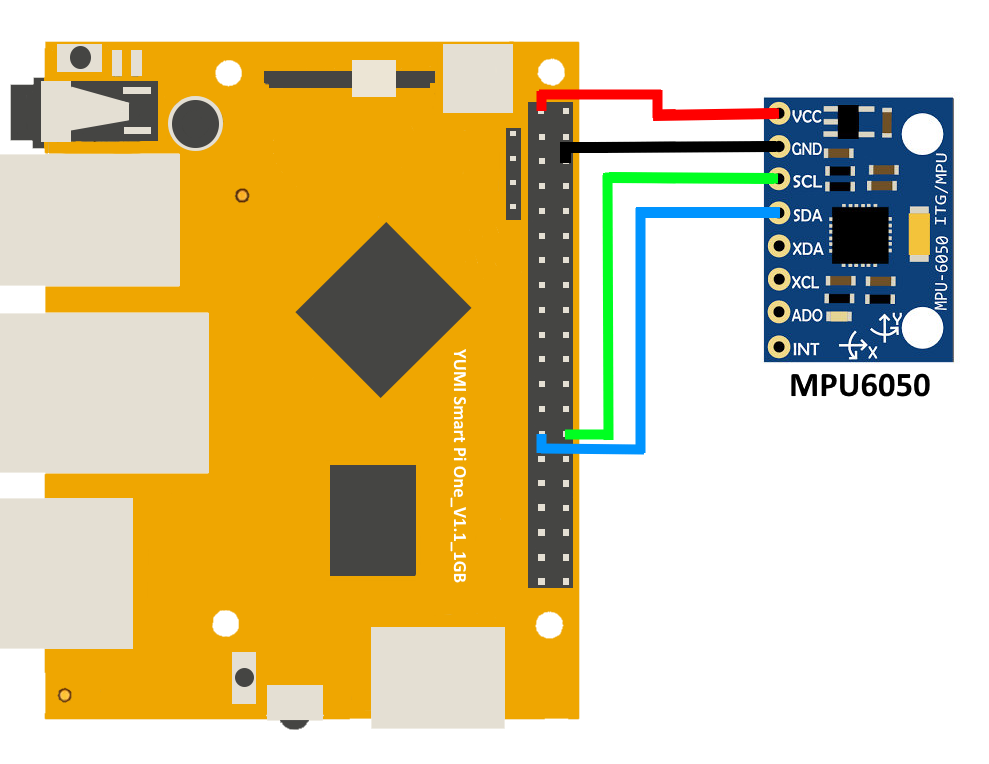 YUMI Smart Pi One_V1.1_1GB
VCC
GND
SCL
SDA
XDA
XCL
ADO
INT
MPU-6050 ITG/MPU
Y
X
MPU6050